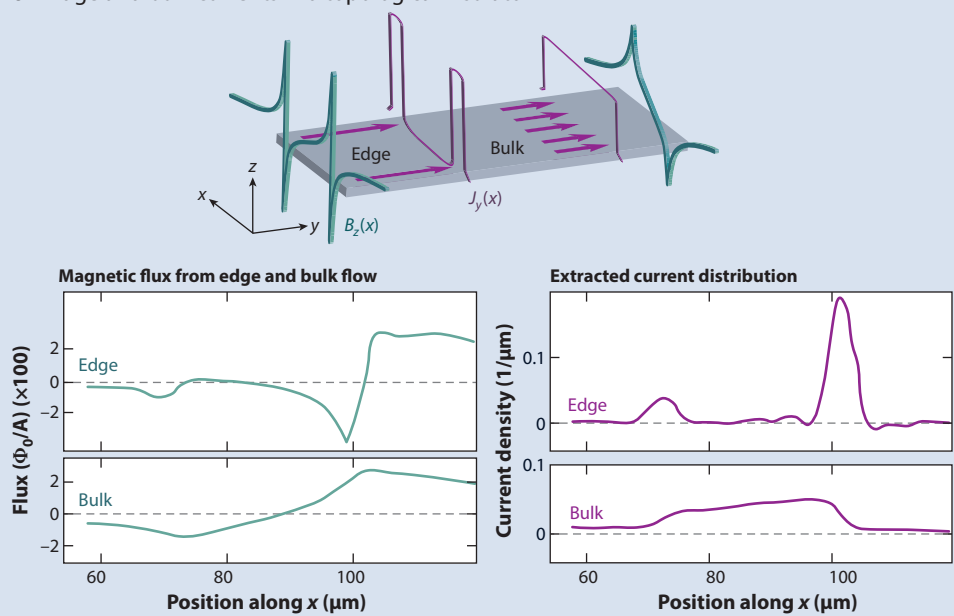 Edge
Bulk
z
x
y
J_y(x)
B_z(x)
Magnetic flux from edge and bulk flow
Extracted current distribution
Flux (Φ₀/A) (×100)
2
0
−2
Edge
2
0
−2
Bulk
60
80
100
Position along x (μm)
Current density (1/μm)
0.1
0
Edge
0.1
0
Bulk
60
80
100
Position along x (μm)